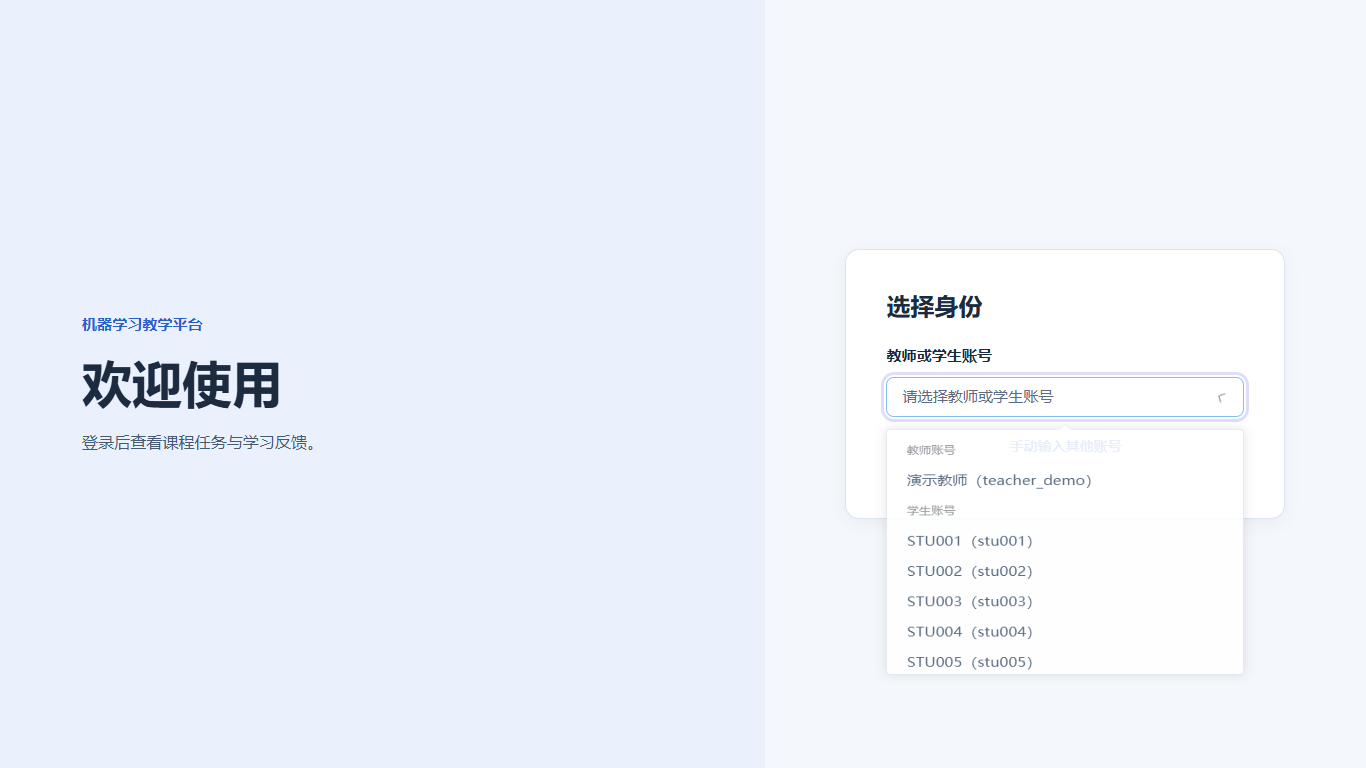 机器学习教学平台
欢迎使用
登录后查看课程任务与学习反馈。
选择身份
教师或学生账号
请选择教师或学生账号
手动输入其他账号
教师账号
演示教师（teacher_demo）
学生账号
STU001（stu001）
STU002（stu002）
STU003（stu003）
STU004（stu004）
STU005（stu005）